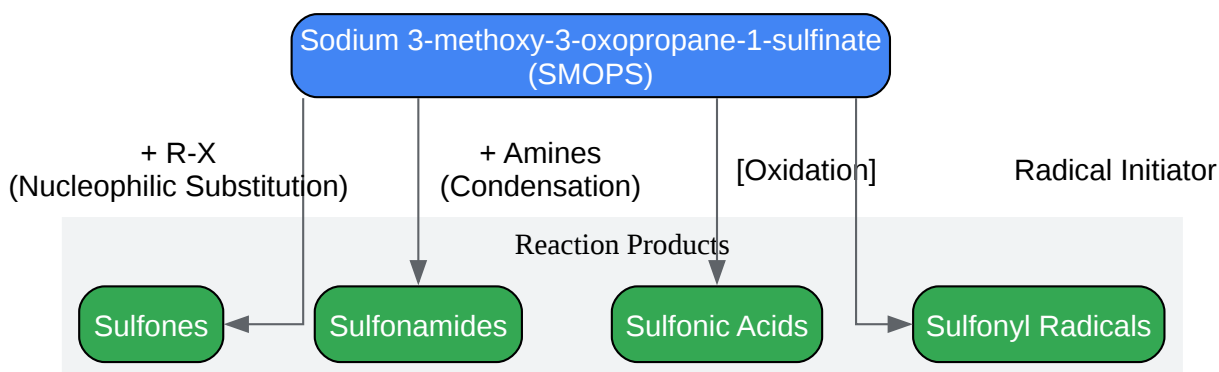 Sodium 3-methoxy-3-oxopropane-1-sulfinate
(SMOPS)
+ R-X
(Nucleophilic Substitution)
+ Amines
(Condensation)
[Oxidation]
Radical Initiator
Reaction Products
Sulfones
Sulfonamides
Sulfonic Acids
Sulfonyl Radicals